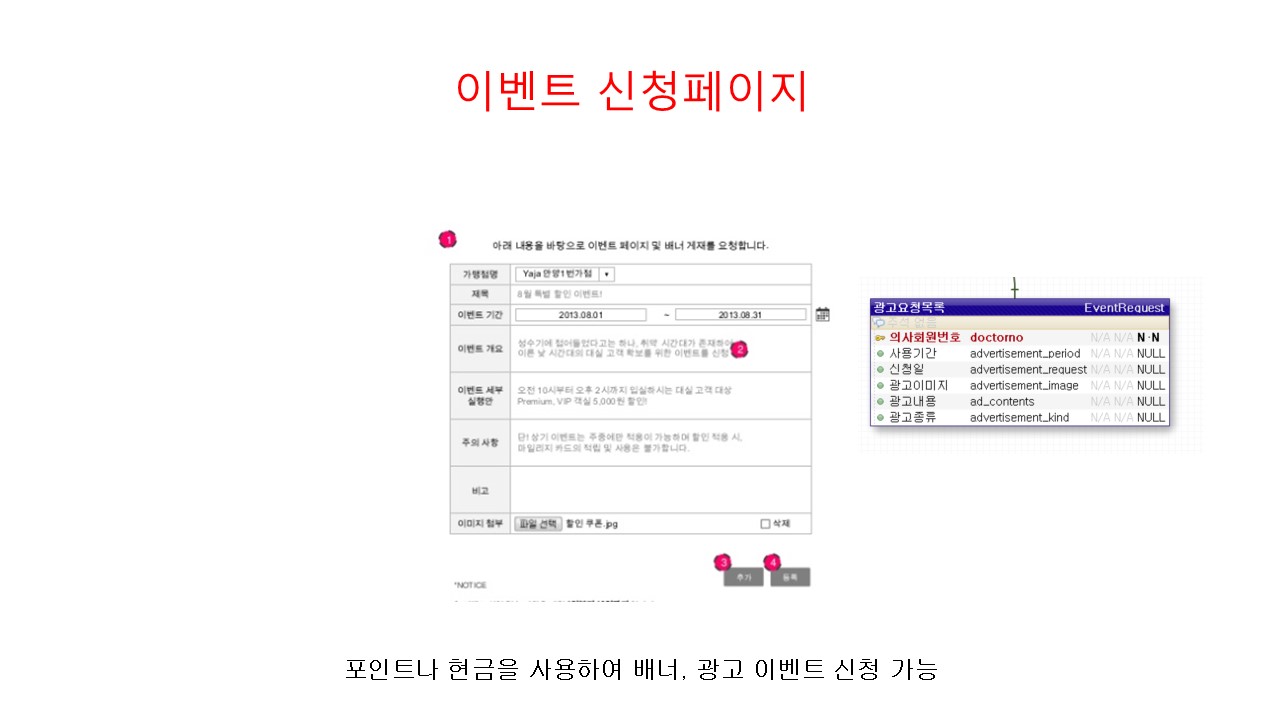 이벤트 신청페이지
1
아래 내용을 바탕으로 이벤트 페이지 및 배너 게재를 요청합니다.
가맹점명 Yaja 안양1번가점
제목 8월 특별 할인 이벤트!
이벤트 기간 2013.08.01 ~ 2013.08.31
이벤트 개요
성수기에 접어들었다고는 하나, 취약 시간대가 존재하여
이른 낮 시간대의 대실 고객 확보를 위한 이벤트를 신청 2
이벤트 세부
실행안
오전 10시부터 오후 2시까지 입실하시는 대실 고객 대상
Premium, VIP 객실 5,000원 할인!
주의 사항
단! 상기 이벤트는 주중에만 적용이 가능하며 할인 적용 시,
마일리지 카드의 적립 및 사용은 불가합니다.
비고
이미지 첨부 파일 선택 할인 쿠폰.jpg 삭제
3 4
추가 등록
*NOTICE
광고요청목록 EventRequest
주석 없음
의사회원번호 doctorno N/A N/A N-N
사용기간 advertisement_period N/A N/A NULL
신청일 advertisement_request N/A N/A NULL
광고이미지 advertisement_image N/A N/A NULL
광고내용 ad_contents N/A N/A NULL
광고종류 advertisement_kind N/A N/A NULL
포인트나 현금을 사용하여 배너, 광고 이벤트 신청 가능